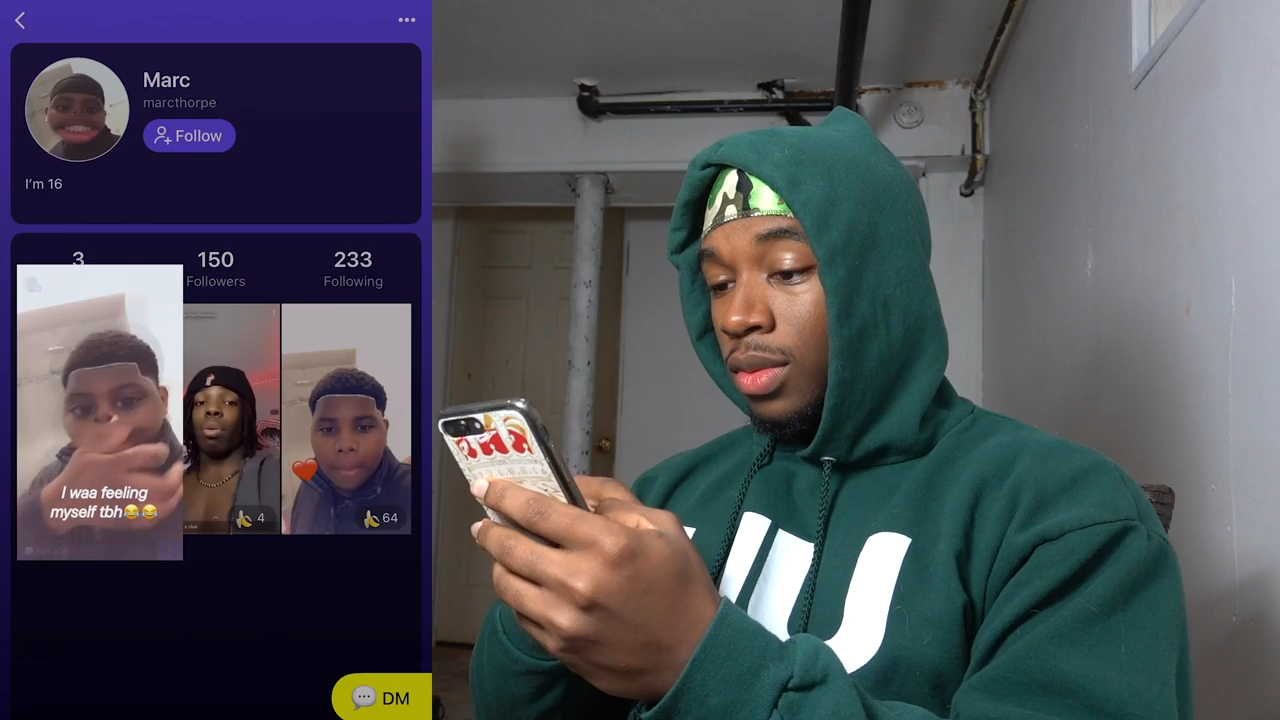 Marc
marcthorpe
Follow
I'm 16
3
150
233
Followers
Following
I waa feeling
myself tbh😂😂
4
64
DM